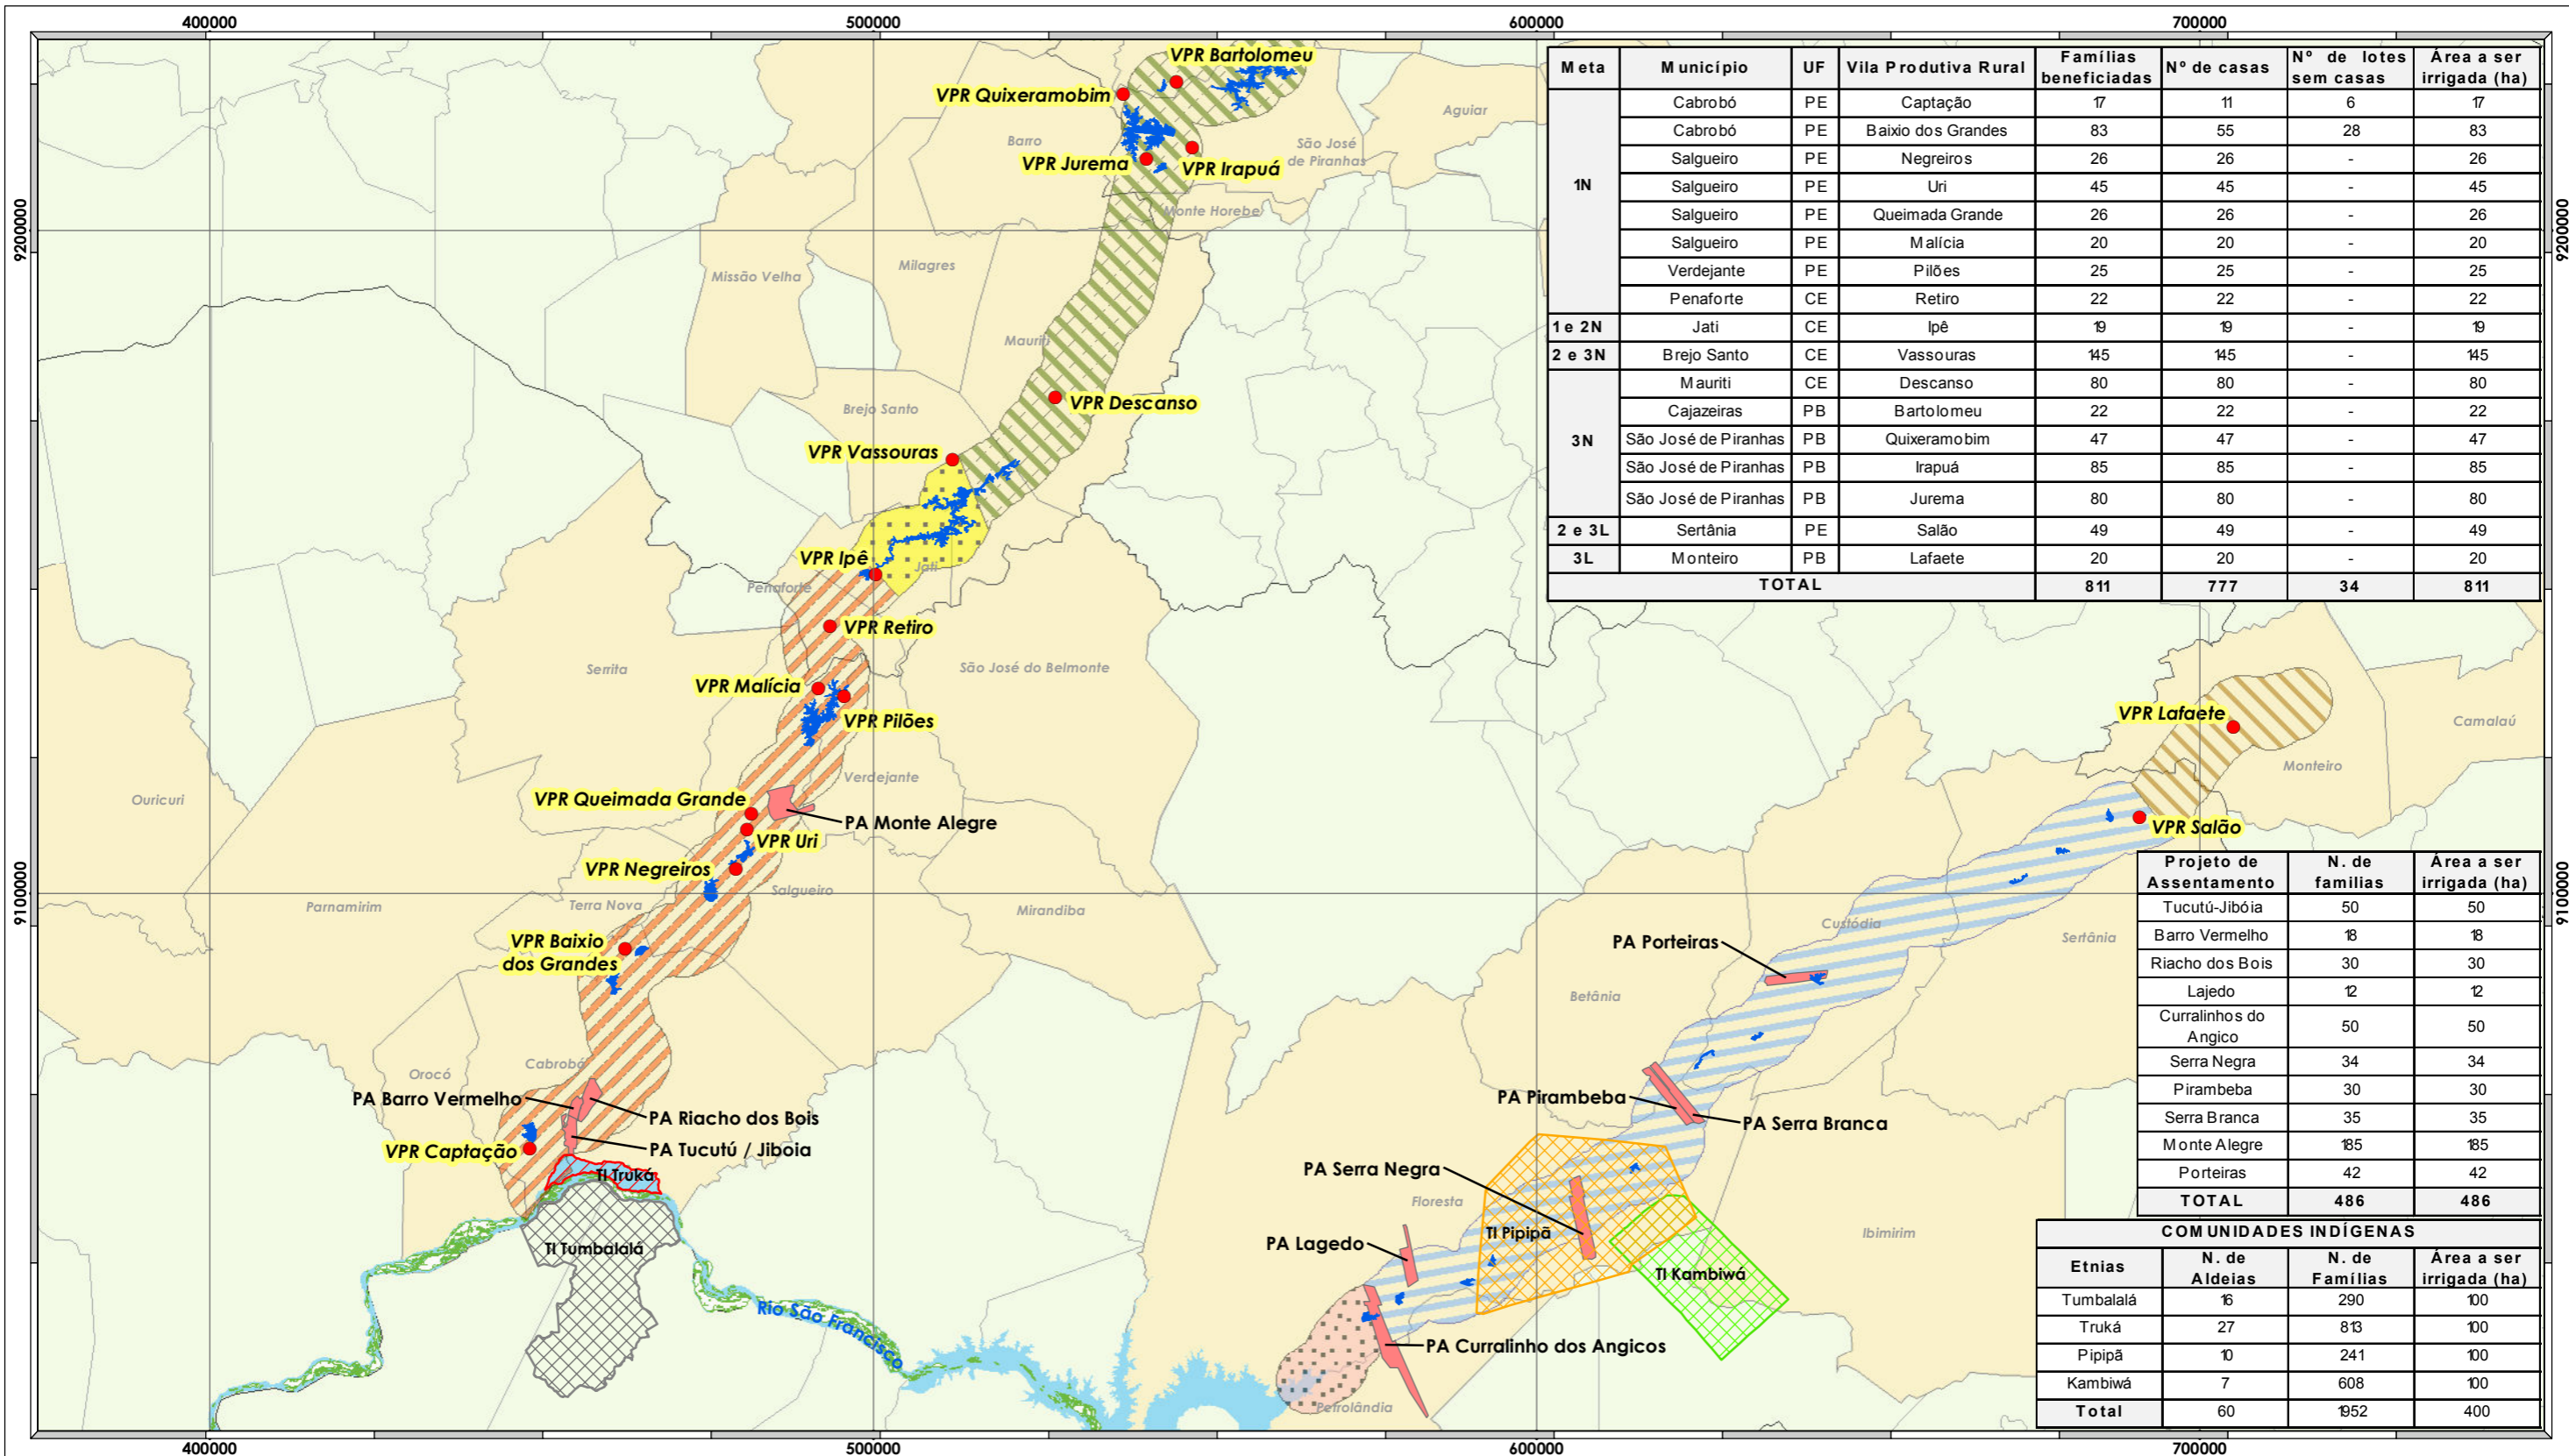 400000 500000 600000 700000
9200000 9200000
9100000 9100000
VPR Bartolomeu
VPR Quixeramobim
Aguiar
Barro
São José
de Piranhas
VPR Jurema
VPR Irapuá
Monte Horebe
Milagres
Missão Velha
Mauriti
VPR Descanso
Brejo Santo
VPR Vassouras
VPR Ipê
Jati
Penaforte
VPR Retiro
Serrita
São José do Belmonte
VPR Malícia
VPR Pilões
Verdejante
Ouricuri
VPR Queimada Grande
PA Monte Alegre
VPR Uri
VPR Negreiros
Salgueiro
Parnamirim
Terra Nova
Mirandiba
VPR Baixio
dos Grandes
Cabrobó
Orocó
PA Barro Vermelho
PA Riacho dos Bois
PA Tucutú / Jiboia
VPR Captação
TI Truká
TI Tumbalalá
Rio São Francisco
VPR Lafaete
Camalaú
Monteiro
VPR Salão
Custódia
Sertânia
PA Porteiras
Betânia
PA Pirambeba
PA Serra Branca
PA Serra Negra
Floresta
TI Pipipã
Ibimirim
PA Lagedo
TI Kambiwá
PA Curralinho dos Angicos
Petrolândia
Meta Município UF Vila Produtiva Rural Famílias beneficiadas Nº de casas Nº de lotes sem casas Área a ser irrigada (ha)
1N
Cabrobó PE Captação 17 11 6 17
Cabrobó PE Baixio dos Grandes 83 55 28 83
Salgueiro PE Negreiros 26 26 - 26
Salgueiro PE Uri 45 45 - 45
Salgueiro PE Queimada Grande 26 26 - 26
Salgueiro PE Malícia 20 20 - 20
Verdejante PE Pilões 25 25 - 25
Penaforte CE Retiro 22 22 - 22
1 e 2N Jati CE Ipê 19 19 - 19
2 e 3N Brejo Santo CE Vassouras 145 145 - 145
3N
Mauriti CE Descanso 80 80 - 80
Cajazeiras PB Bartolomeu 22 22 - 22
São José de Piranhas PB Quixeramobim 47 47 - 47
São José de Piranhas PB Irapuá 85 85 - 85
São José de Piranhas PB Jurema 80 80 - 80
2 e 3L Sertânia PE Salão 49 49 - 49
3L Monteiro PB Lafaete 20 20 - 20
TOTAL 811 777 34 811
Projeto de Assentamento N. de familias Área a ser irrigada (ha)
Tucutú-Jibóia 50 50
Barro Vermelho 18 18
Riacho dos Bois 30 30
Lajedo 12 12
Curralinhos do Angico 50 50
Serra Negra 34 34
Pirambeba 30 30
Serra Branca 35 35
Monte Alegre 185 185
Porteiras 42 42
TOTAL 486 486
COMUNIDADES INDÍGENAS
Etnias N. de Aldeias N. de Famílias Área a ser irrigada (ha)
Tumbalalá 16 290 100
Truká 27 813 100
Pipipã 10 241 100
Kambiwá 7 608 100
Total 60 1952 400
400000 500000 600000 700000